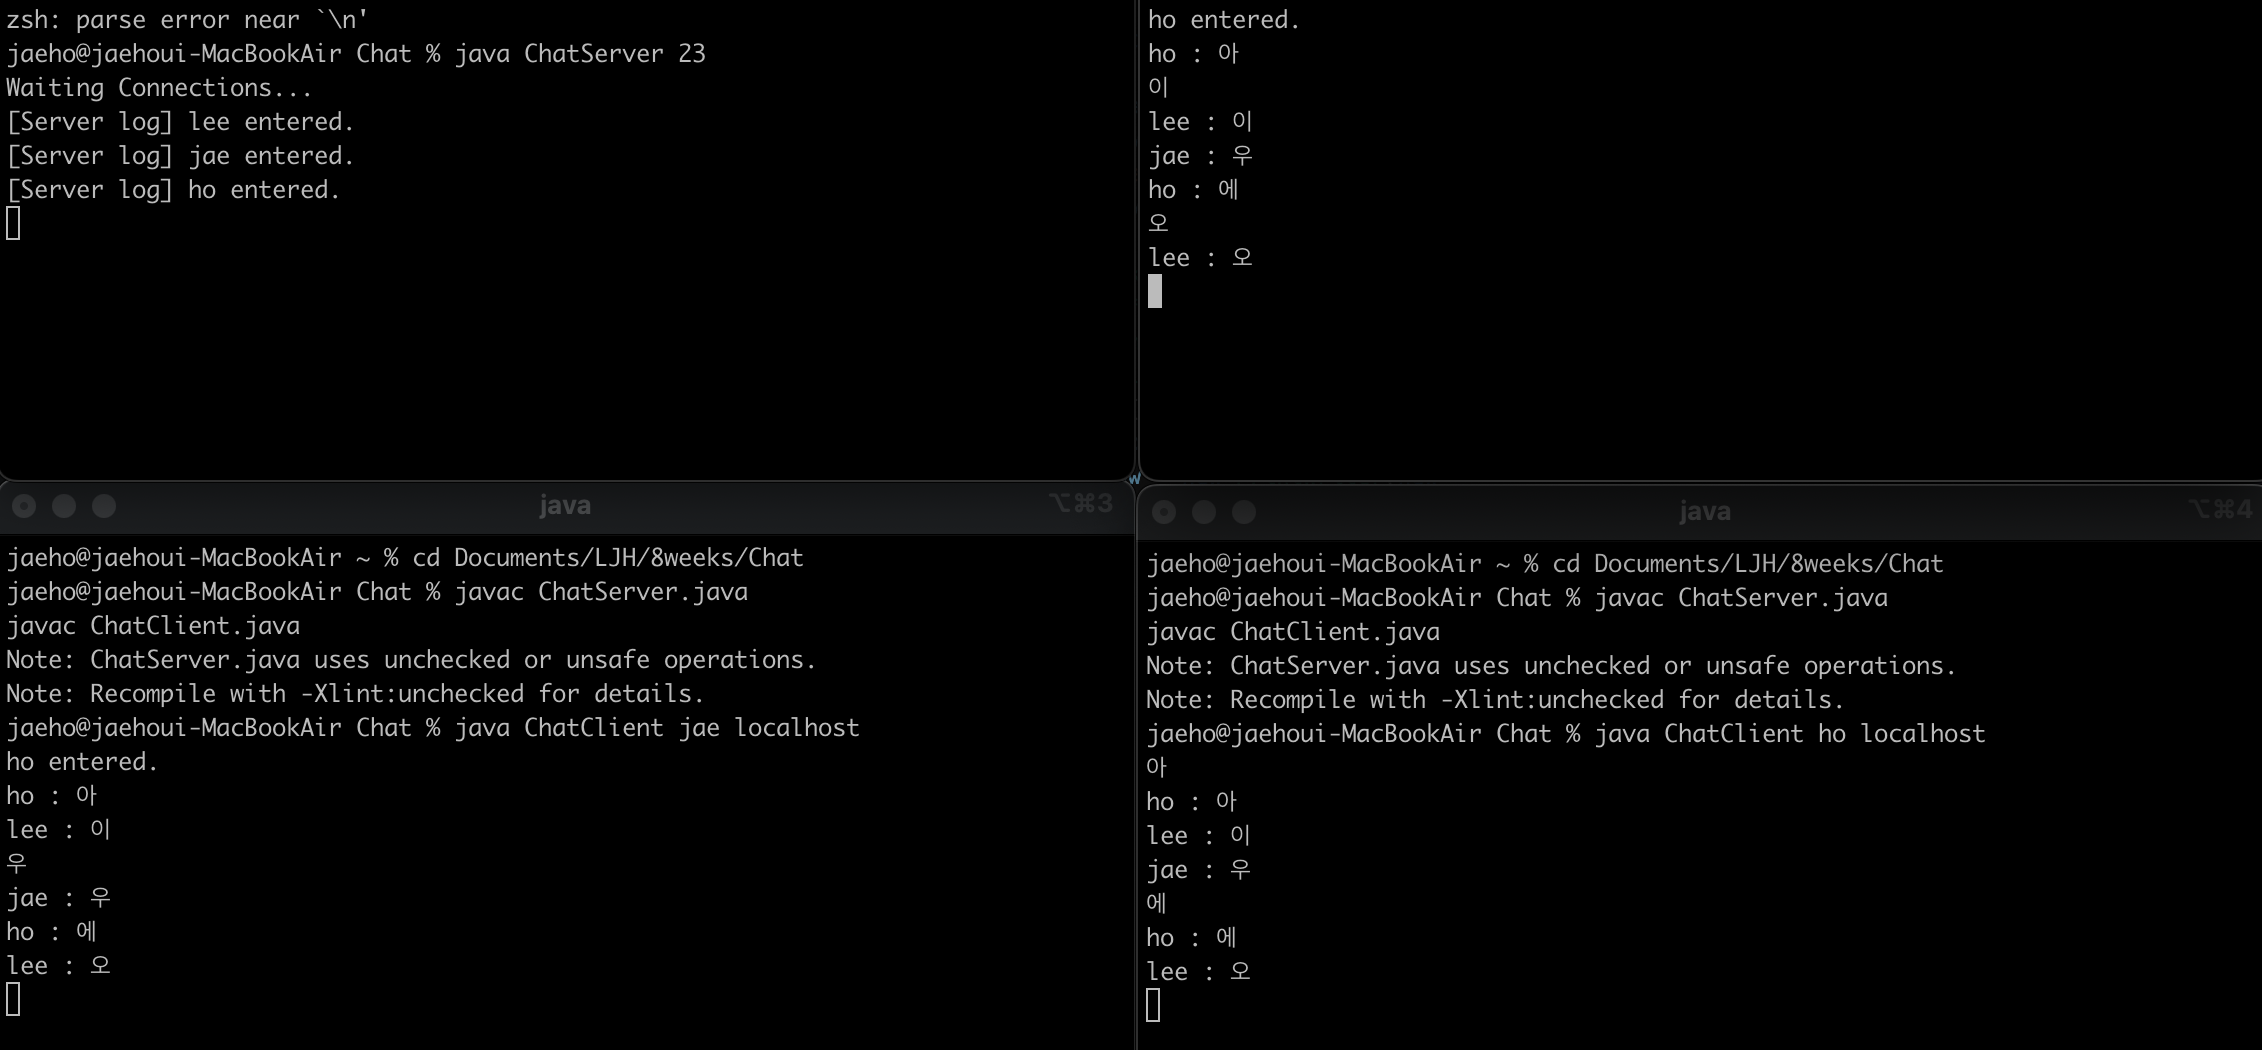 zsh: parse error near `\n'
jaeho@jaehoui-MacBookAir Chat % java ChatServer 23
Waiting Connections...
[Server log] lee entered.
[Server log] jae entered.
[Server log] ho entered.
ho entered.
ho : 아
이
lee : 이
jae : 우
ho : 에
오
lee : 오
w
java
⌥⌘3
jaeho@jaehoui-MacBookAir ~ % cd Documents/LJH/8weeks/Chat
jaeho@jaehoui-MacBookAir Chat % javac ChatServer.java
javac ChatClient.java
Note: ChatServer.java uses unchecked or unsafe operations.
Note: Recompile with -Xlint:unchecked for details.
jaeho@jaehoui-MacBookAir Chat % java ChatClient jae localhost
ho entered.
ho : 아
lee : 이
우
jae : 우
ho : 에
lee : 오
java
⌥⌘4
jaeho@jaehoui-MacBookAir ~ % cd Documents/LJH/8weeks/Chat
jaeho@jaehoui-MacBookAir Chat % javac ChatServer.java
javac ChatClient.java
Note: ChatServer.java uses unchecked or unsafe operations.
Note: Recompile with -Xlint:unchecked for details.
jaeho@jaehoui-MacBookAir Chat % java ChatClient ho localhost
아
ho : 아
lee : 이
jae : 우
에
ho : 에
lee : 오